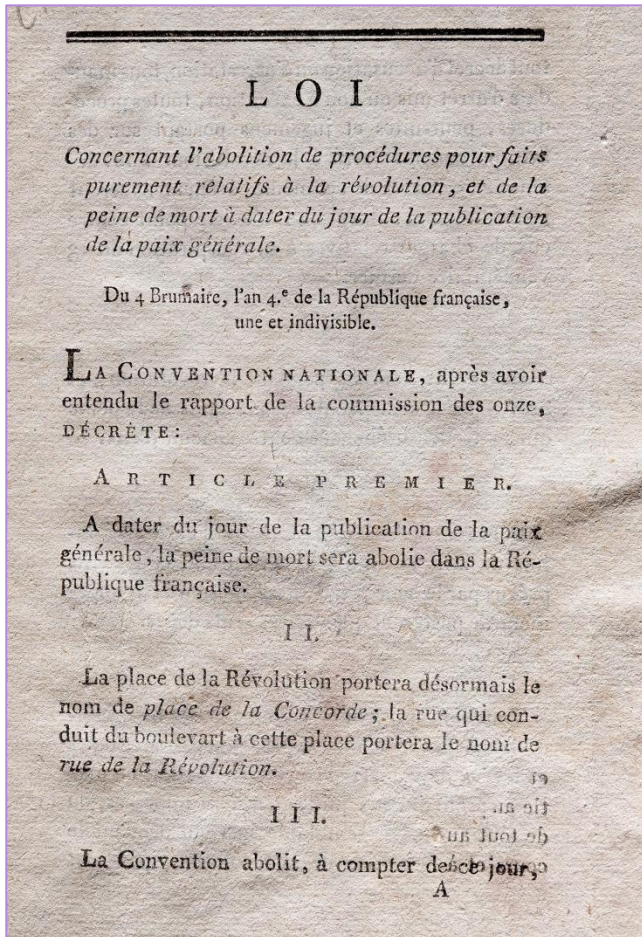 LOI
Concernant l'abolition de procédures pour faits
purement relatifs à la révolution, et de la
peine de mort à dater du jour de la publication
de la paix générale.
Du 4 Brumaire, l'an 4.e de la République française,
une et indivisible.
LA CONVENTION NATIONALE, après avoir
entendu le rapport de la commission des onze,
DÉCRÈTE:
ARTICLE PREMIER.
A dater du jour de la publication de la paix
générale, la peine de mort sera abolie dans la Ré-
publique française.
II.
La place de la Révolution portera désormais le
nom de place de la Concorde; la rue qui con-
duit du boulevart à cette place portera le nom de
rue de la Révolution.
III.
La Convention abolit, à compter de ce jour,
A